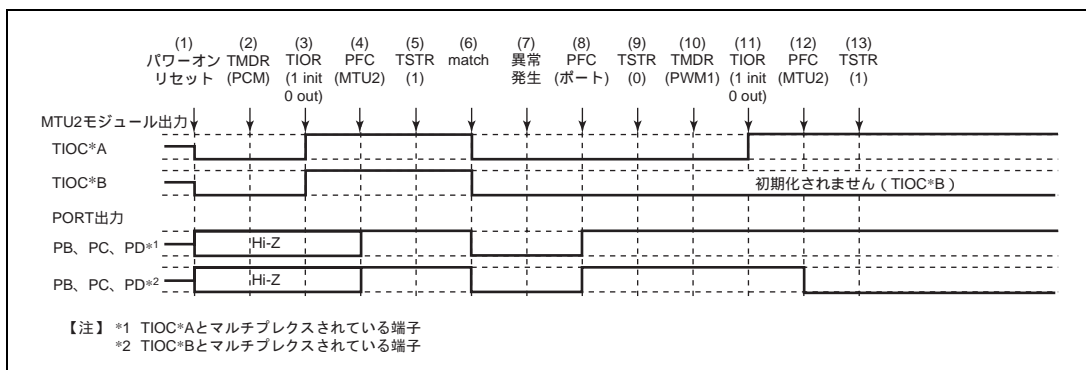 (1) (2) (3) (4) (5) (6) (7) (8) (9) (10) (11) (12) (13)
パワーオン TMDR TIOR PFC TSTR match 異常 PFC TSTR TMDR TIOR PFC TSTR
リセット (PCM) (1 init (MTU2) (1) 発生 (ポート) (0) (PWM1) (1 init (MTU2) (1)
0 out) 0 out)
MTU2モジュール出力
TIOC*A
TIOC*B
初期化されません（TIOC*B）
PORT出力
PB、PC、PD*1 Hi-Z
PB、PC、PD*2 Hi-Z
【注】 *1 TIOC*Aとマルチプレクスされている端子
*2 TIOC*Bとマルチプレクスされている端子